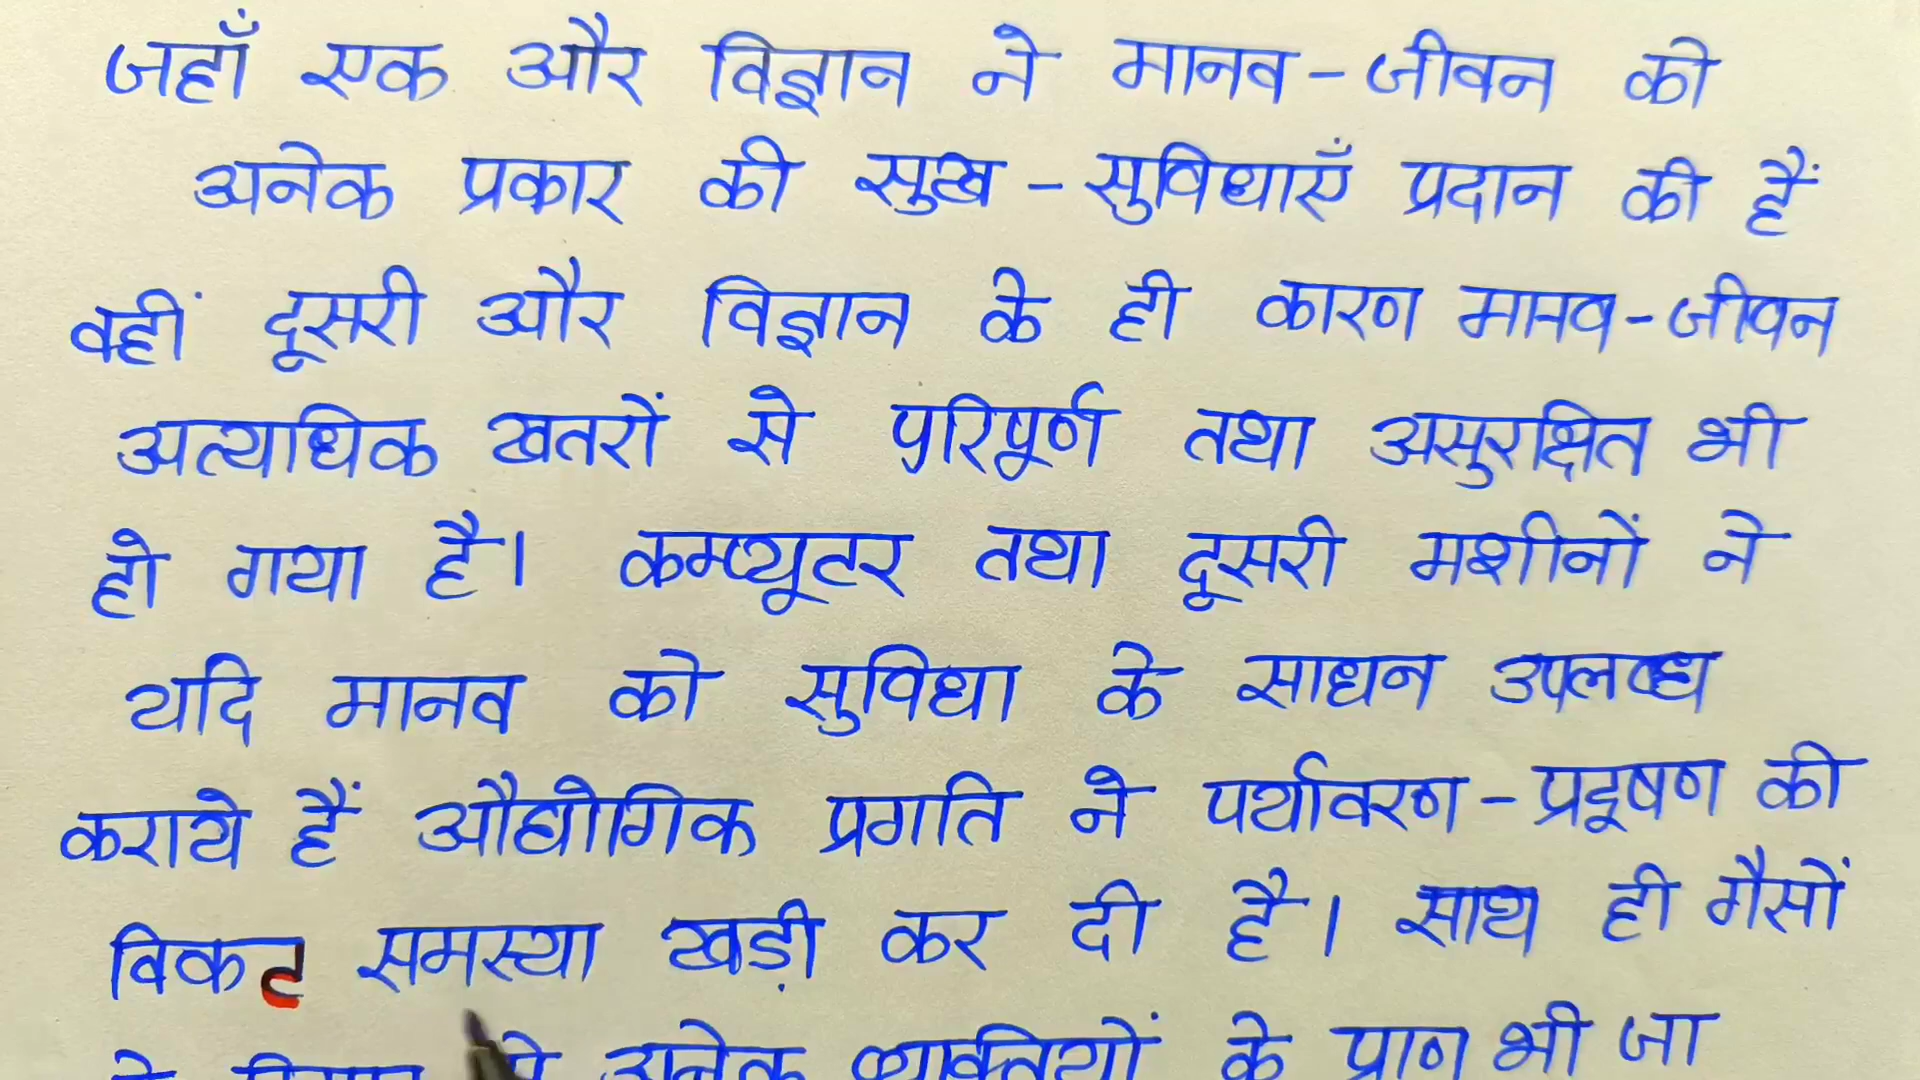 जहाँ एक और विज्ञान ने मानव-जीवन को
अनेक प्रकार की सुख-सुविधाएँ प्रदान की हैं
वहीं दूसरी और विज्ञान के ही कारण मानव-जीवन
अत्याधिक खतरों से परिपूर्ण तथा असुरक्षित भी
हो गया है। कम्प्यूटर तथा दूसरी मशीनों ने
यदि मानव को सुविधा के साधन उपलब्ध
कराये हैं औद्योगिक प्रगति ने पर्यावरण-प्रदूषण की
विकट समस्या खड़ी कर दी है। साथ ही गैसों
अनेक व्यक्तियों के प्राण भी जा